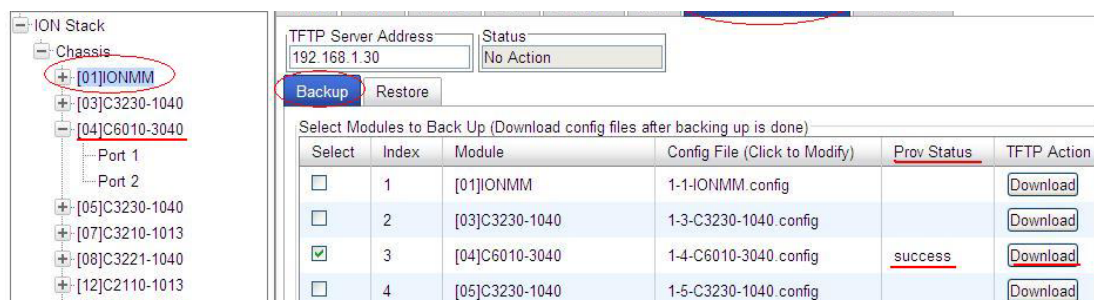 ION Stack
Chassis
[01]IONMM
[03]C3230-1040
[04]C6010-3040
Port 1
Port 2
[05]C3230-1040
[07]C3210-1013
[08]C3221-1040
[12]C2110-1013
TFTP Server Address Status
192.168.1.30 No Action
Backup Restore
Select Modules to Back Up (Download config files after backing up is done)
Select Index Module Config File (Click to Modify) Prov Status TFTP Action
1 [01]IONMM 1-1-IONMM.config Download
2 [03]C3230-1040 1-3-C3230-1040.config Download
3 [04]C6010-3040 1-4-C6010-3040.config success Download
4 [05]C3230-1040 1-5-C3230-1040.config Download